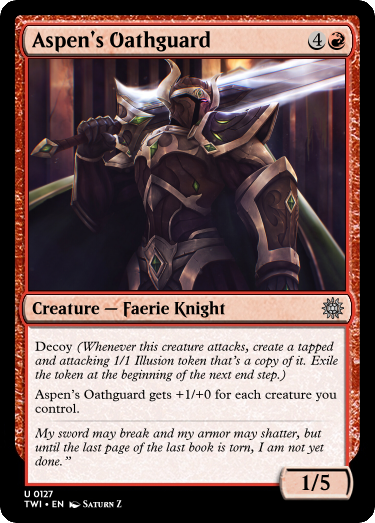 Aspen's Oathguard 4
Creature — Faerie Knight
Decoy (Whenever this creature attacks, create a tapped
and attacking 1/1 Illusion token that's a copy of it. Exile
the token at the beginning of the next end step.)
Aspen's Oathguard gets +1/+0 for each creature you
control.
My sword may break and my armor may shatter, but
until the last page of the last book is torn, I am not yet
done.”
1/5
U 0127
TWI • EN Saturn Z